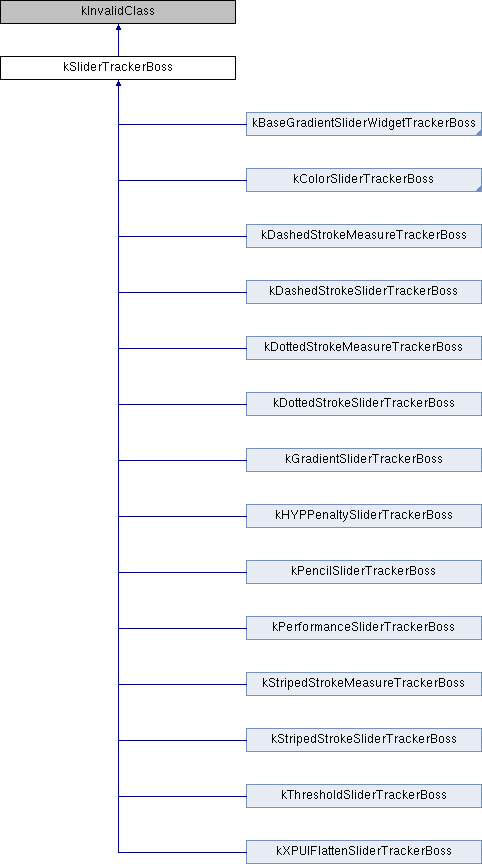 kInvalidClass
kSliderTrackerBoss
kBaseGradientSliderWidgetTrackerBoss
kColorSliderTrackerBoss
kDashedStrokeMeasureTrackerBoss
kDashedStrokeSliderTrackerBoss
kDottedStrokeMeasureTrackerBoss
kDottedStrokeSliderTrackerBoss
kGradientSliderTrackerBoss
kHYPPenaltySliderTrackerBoss
kPencilSliderTrackerBoss
kPerformanceSliderTrackerBoss
kStripedStrokeMeasureTrackerBoss
kStripedStrokeSliderTrackerBoss
kThresholdSliderTrackerBoss
kXPUIFlattenSliderTrackerBoss